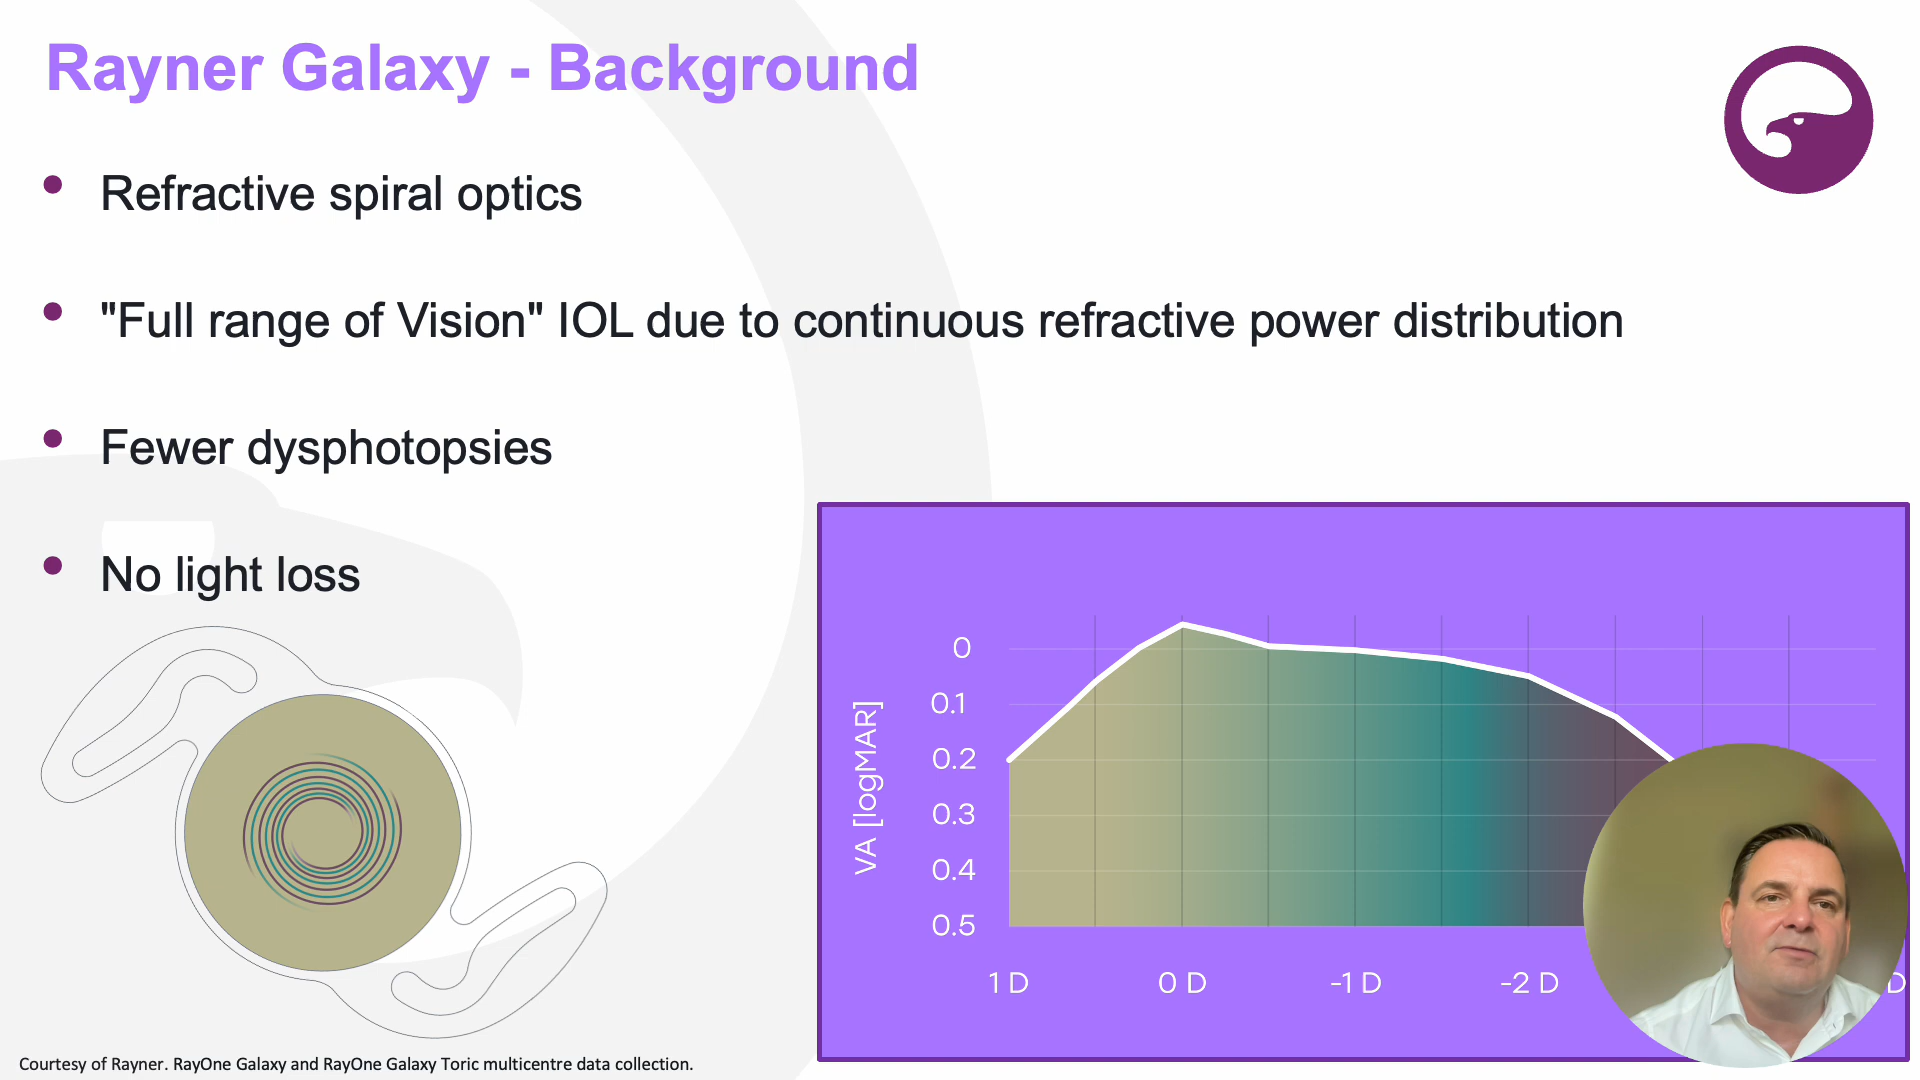 Rayner Galaxy - Background
• Refractive spiral optics
• "Full range of Vision" IOL due to continuous refractive power distribution
• Fewer dysphotopsies
• No light loss
VA [logMAR]
0
0.1
0.2
0.3
0.4
0.5
1 D 0 D -1 D -2 D D
Courtesy of Rayner. RayOne Galaxy and RayOne Galaxy Toric multicentre data collection.